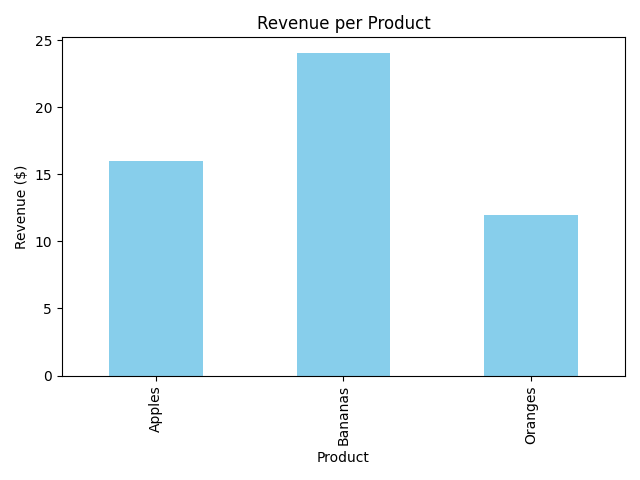 Revenue per Product
Revenue ($)
25
20
15
10
5
0
Apples
Bananas
Oranges
Product